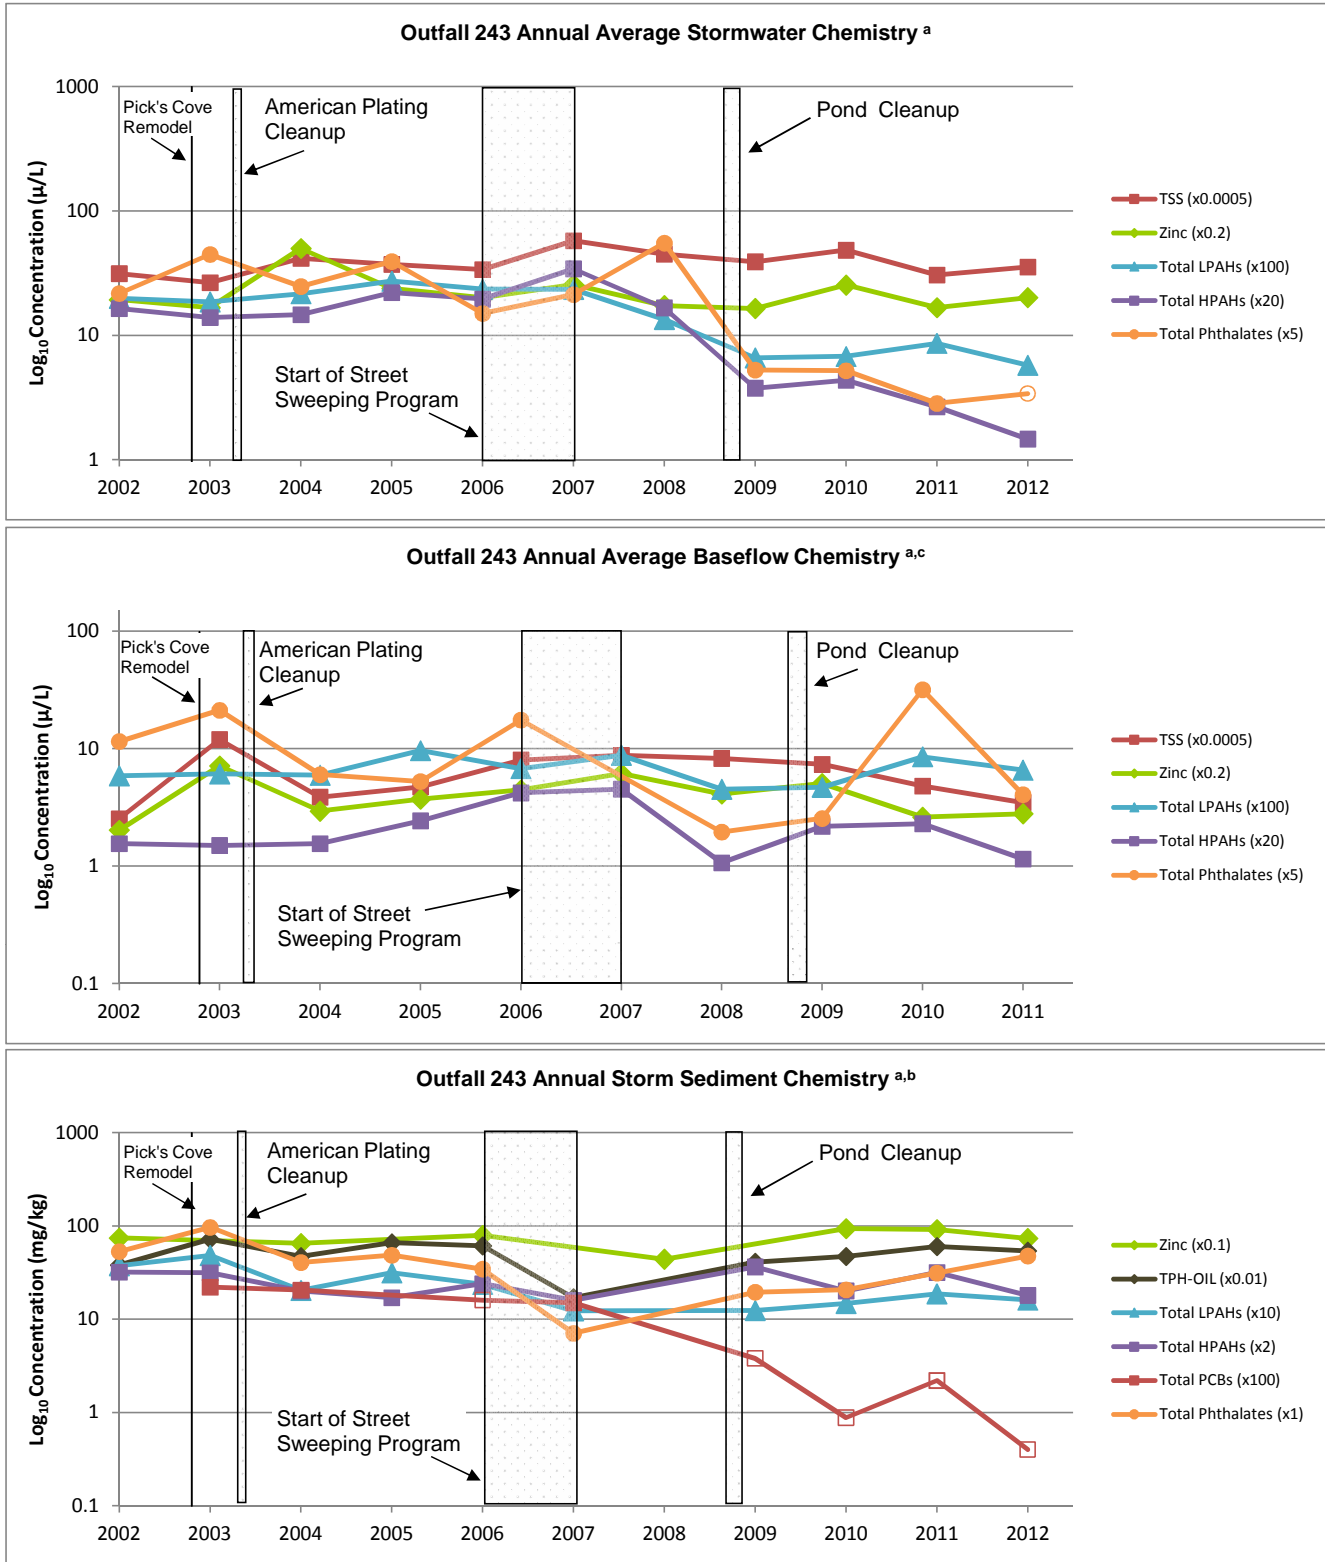 Outfall 243 Annual Average Stormwater Chemistry a
Log10 Concentration (µ/L)
1000
100
10
1
Pick's Cove
Remodel
American Plating
Cleanup
Start of Street
Sweeping Program
Pond Cleanup
2002 2003 2004 2005 2006 2007 2008 2009 2010 2011 2012
TSS (x0.0005)
Zinc (x0.2)
Total LPAHs (x100)
Total HPAHs (x20)
Total Phthalates (x5)
Outfall 243 Annual Average Baseflow Chemistry a,c
Log10 Concentration (µ/L)
100
10
1
0.1
Pick's Cove
Remodel
American Plating
Cleanup
Start of Street
Sweeping Program
Pond Cleanup
2002 2003 2004 2005 2006 2007 2008 2009 2010 2011
TSS (x0.0005)
Zinc (x0.2)
Total LPAHs (x100)
Total HPAHs (x20)
Total Phthalates (x5)
Outfall 243 Annual Storm Sediment Chemistry a,b
Log10 Concentration (mg/kg)
1000
100
10
1
0.1
Pick's Cove
Remodel
American Plating
Cleanup
Start of Street
Sweeping Program
Pond Cleanup
2002 2003 2004 2005 2006 2007 2008 2009 2010 2011 2012
Zinc (x0.1)
TPH-OIL (x0.01)
Total LPAHs (x10)
Total HPAHs (x2)
Total PCBs (x100)
Total Phthalates (x1)